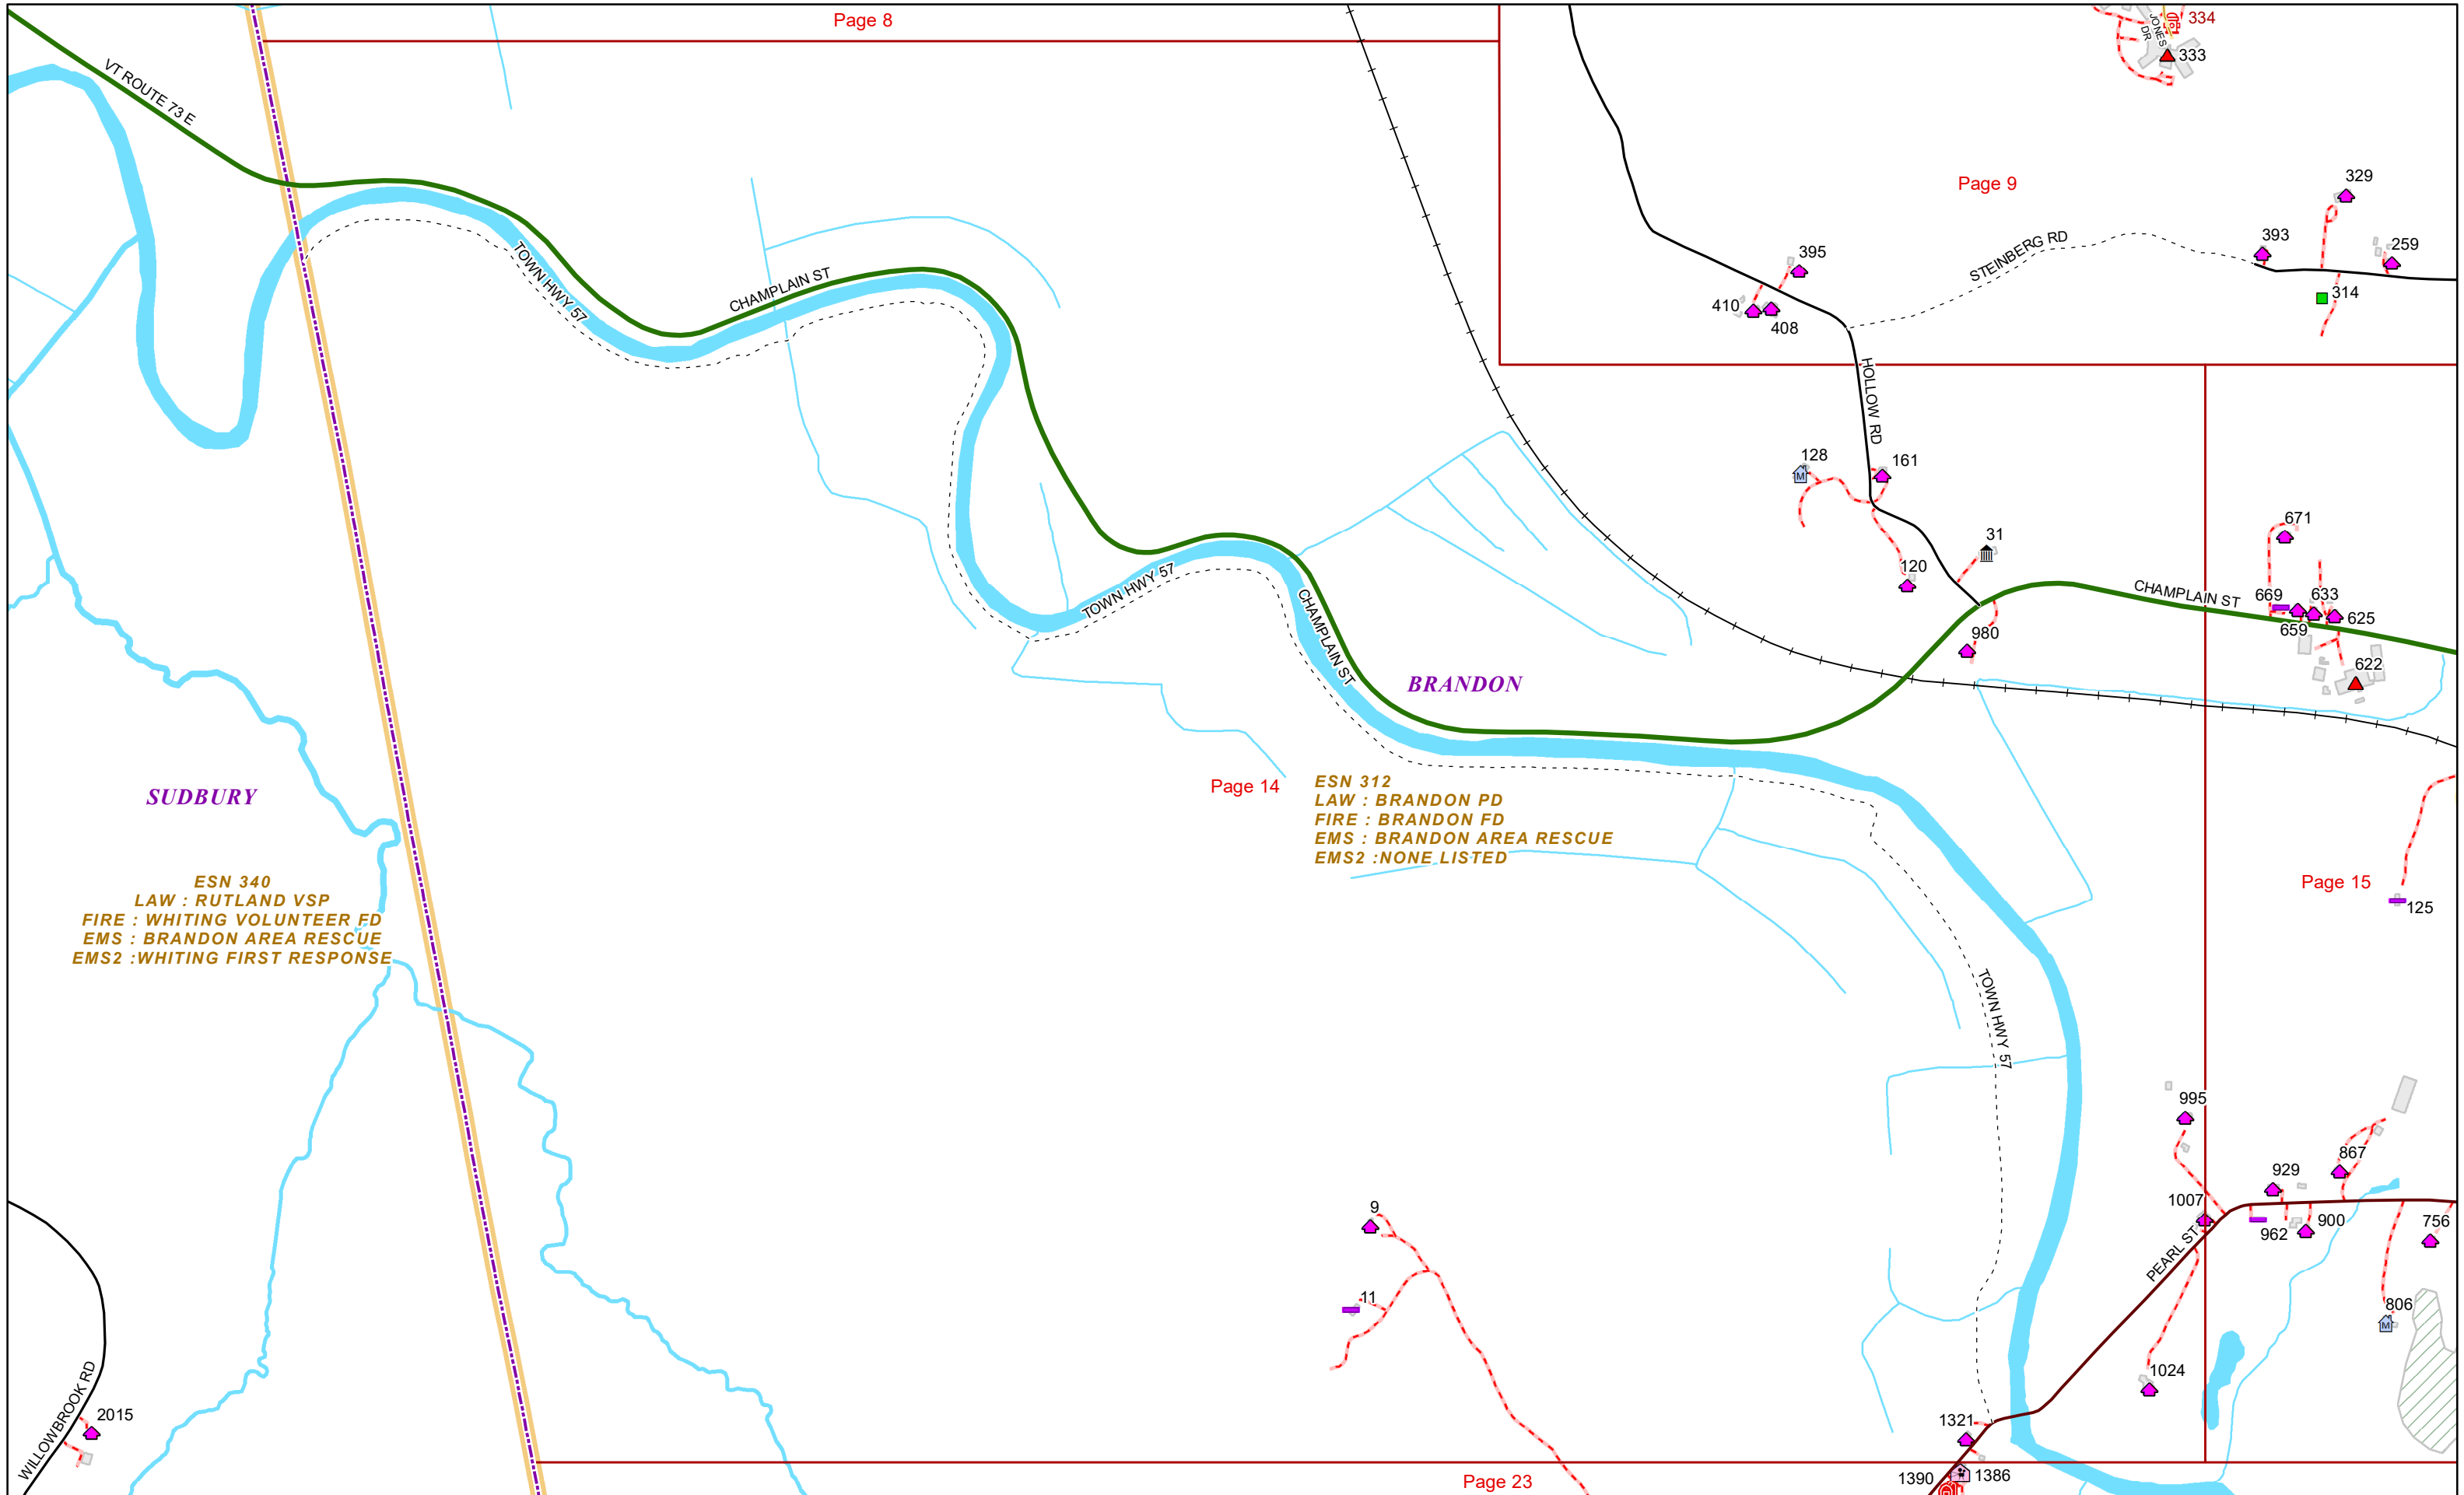 Page 8
334
JONES
DR
333
VT ROUTE 73 E
Page 9
329
393
259
395
STEINBERG RD
314
410
408
TOWN HWY 57
CHAMPLAIN ST
HOLLOW RD
128
161
671
31
120
CHAMPLAIN ST
669
633
625
659
980
622
TOWN HWY 57
CHAMPLAIN ST
BRANDON
SUDBURY
Page 14
ESN 312
LAW : BRANDON PD
FIRE : BRANDON FD
EMS : BRANDON AREA RESCUE
EMS2 :NONE LISTED
ESN 340
LAW : RUTLAND VSP
FIRE : WHITING VOLUNTEER FD
EMS : BRANDON AREA RESCUE
EMS2 :WHITING FIRST RESPONSE
Page 15
125
TOWN HWY 57
995
867
929
1007
9
962
900
756
PEARL ST
11
806
M
M
1024
WILLOWBROOK RD
2015
1321
Page 23
1390
1386